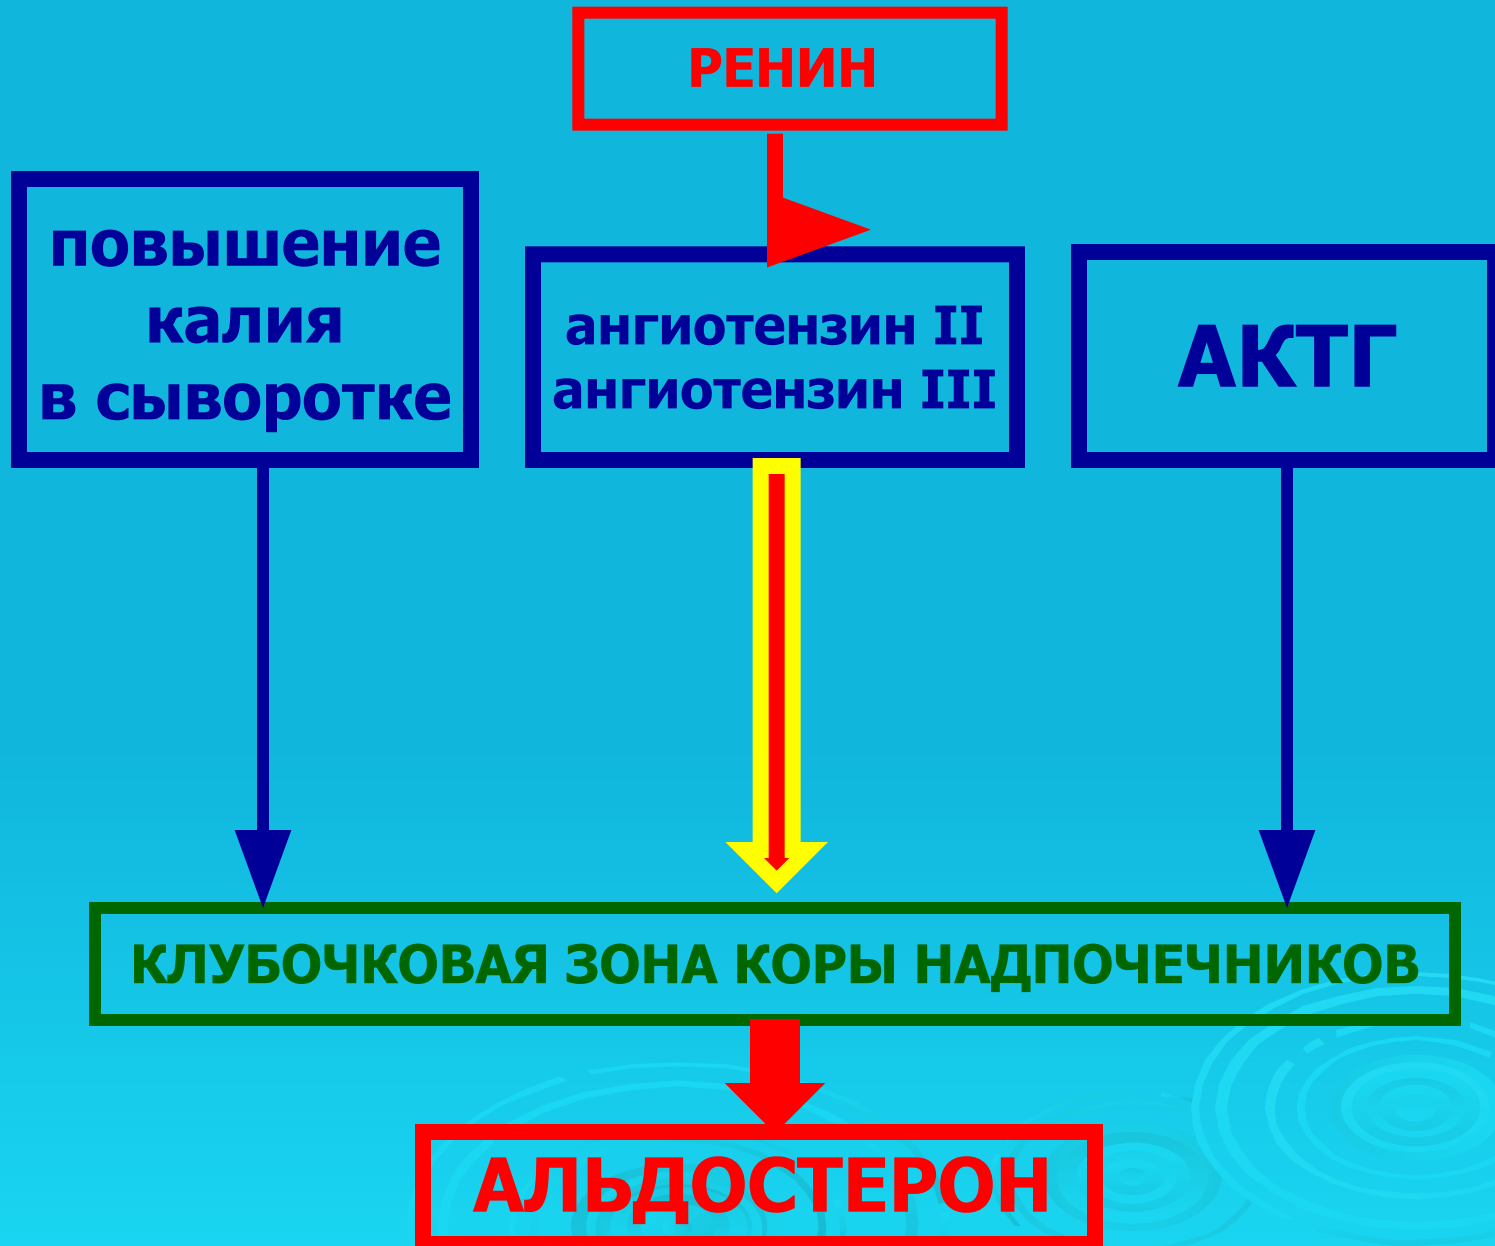 РЕНИН
повышение
калия
в сыворотке
ангиотензин II
ангиотензин III
АКТГ
КЛУБОЧКОВАЯ ЗОНА КОРЫ НАДПОЧЕЧНИКОВ
АЛЬДОСТЕРОН